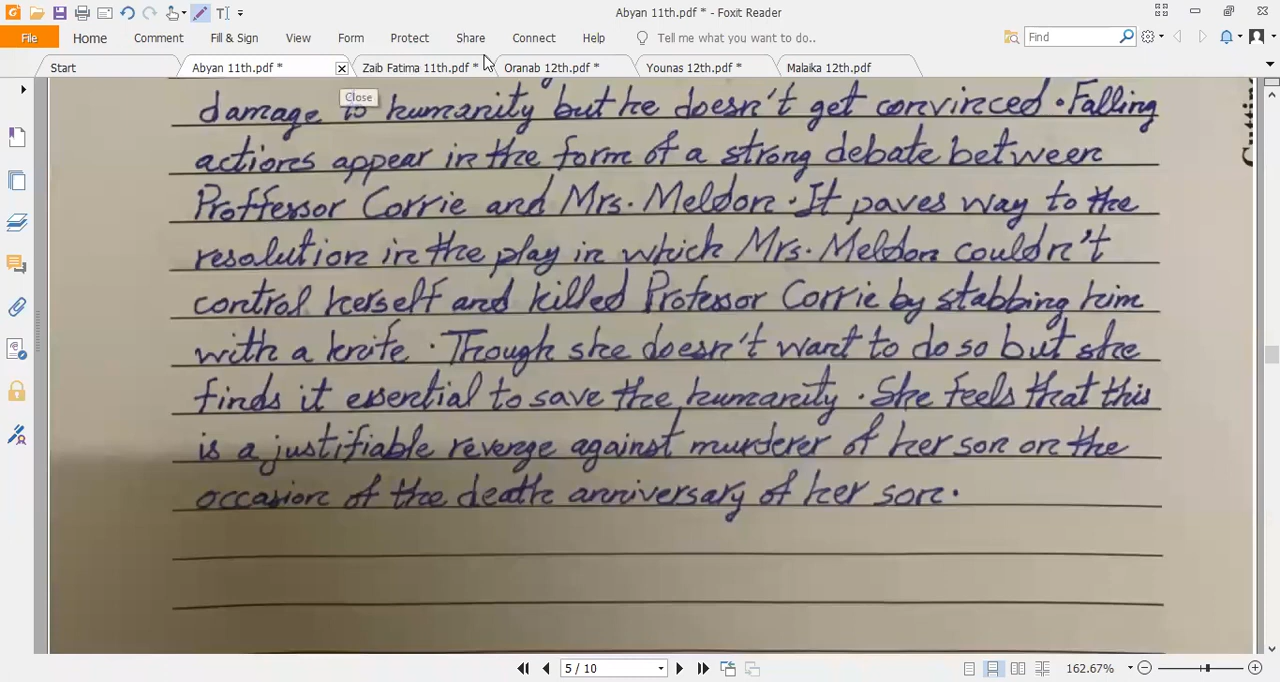 Abyan 11th.pdf * - Foxit Reader
File Home Comment Fill & Sign View Form Protect Share Connect Help Tell me what you want to do.. Find
Start Abyan 11th.pdf * Zaib Fatima 11th.pdf * Oranab 12th.pdf * Younas 12th.pdf * Malaika 12th.pdf
Close
damage to humanity but he doesn't get convinced. Falling
actions appear in the form of a strong debate between
Proffessor Corrie and Mrs. Meldon. It paves way to the
resolution in the play in which Mrs. Meldon couldn't
control herself and killed Professor Corrie by stabbing him
with a knife. Though she doesn't want to do so but she
finds it essential to save the humanity. She feels that this
is a justifiable revenge against murderer of her son on the
occasion of the death anniversary of her son.
5 / 10 162.67%